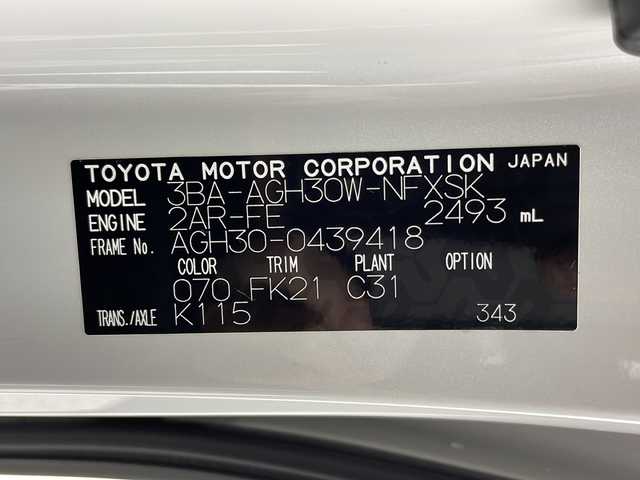 TOYOTA MOTOR CORPORATION JAPAN
MODEL 3BA-AGH30W-NFXSK
ENGINE 2AR-FE 2493 mL
FRAME No. AGH30-0439418
COLOR TRIM PLANT OPTION
070 FK21 C31
TRANS./AXLE K115 343